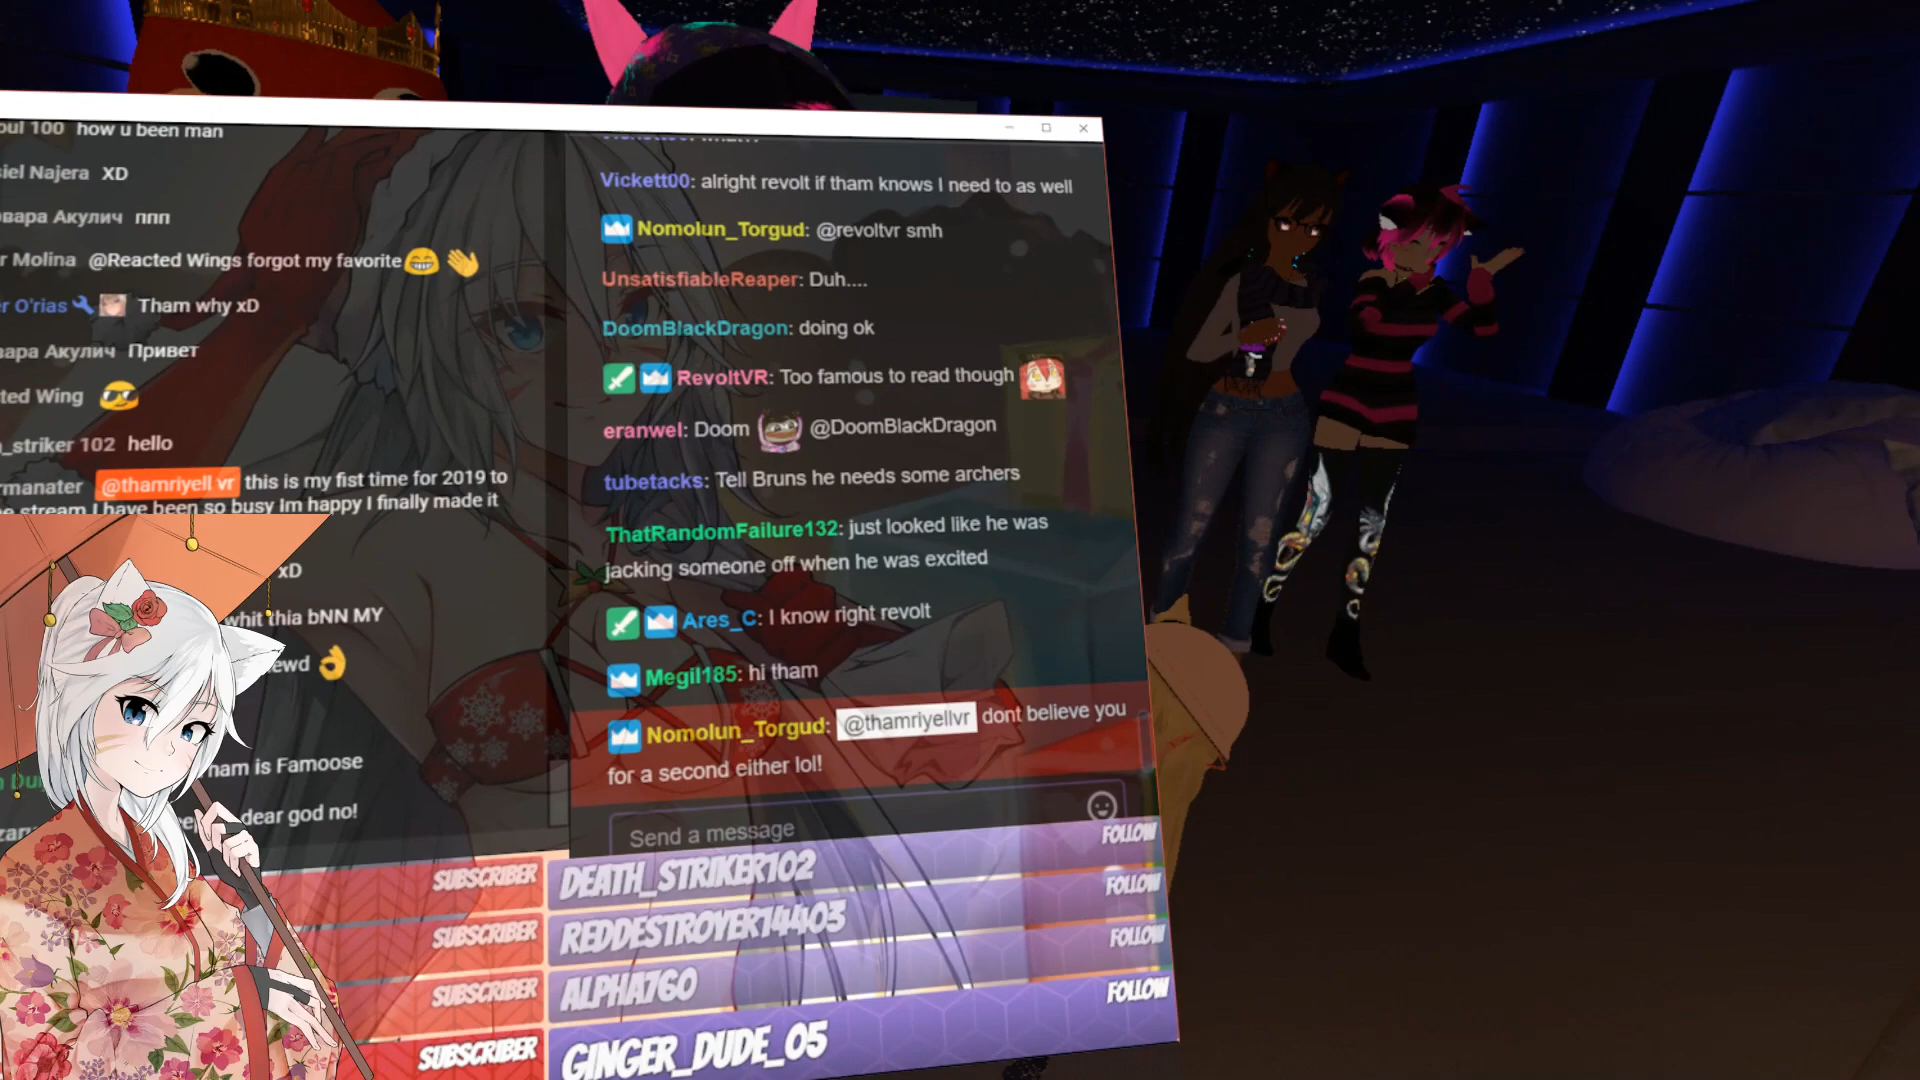 oul 100 how u been man
iel Najera XD
вара Акулич ппп
r Molina @Reacted Wings forgot my favorite
r O'rias Tham why xD
вара Акулич Привет
ted Wing
_striker 102 hello
rmanater @thamriyell vr this is my fist time for 2019 to
e stream I have been so busy Im happy I finally made it
xD
whit thia bNN MY
ewd
ham is Famoose
dear god no!
Vickett00: alright revolt if tham knows I need to as well
Nomolun_Torgud: @revoltvr smh
UnsatisfiableReaper: Duh....
DoomBlackDragon: doing ok
RevoltVR: Too famous to read though
eranwel: Doom @DoomBlackDragon
tubetacks: Tell Bruns he needs some archers
ThatRandomFailure132: just looked like he was
jacking someone off when he was excited
Ares_C: I know right revolt
Megil185: hi tham
Nomolun_Torgud: @thamriyellvr dont believe you
for a second either lol!
Send a message
SUBSCRIBER
SUBSCRIBER
SUBSCRIBER
SUBSCRIBER
FOLLOW
DEATH_STRIKER102 FOLLOW
REDDESTROYER14403 FOLLOW
ALPHA760 FOLLOW
GINGER_DUDE_05